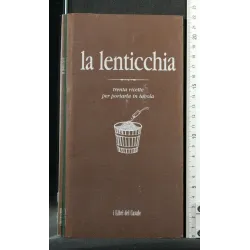 la lenticchia
trenta ricette
per portarla in tavola
i Libri del Casale